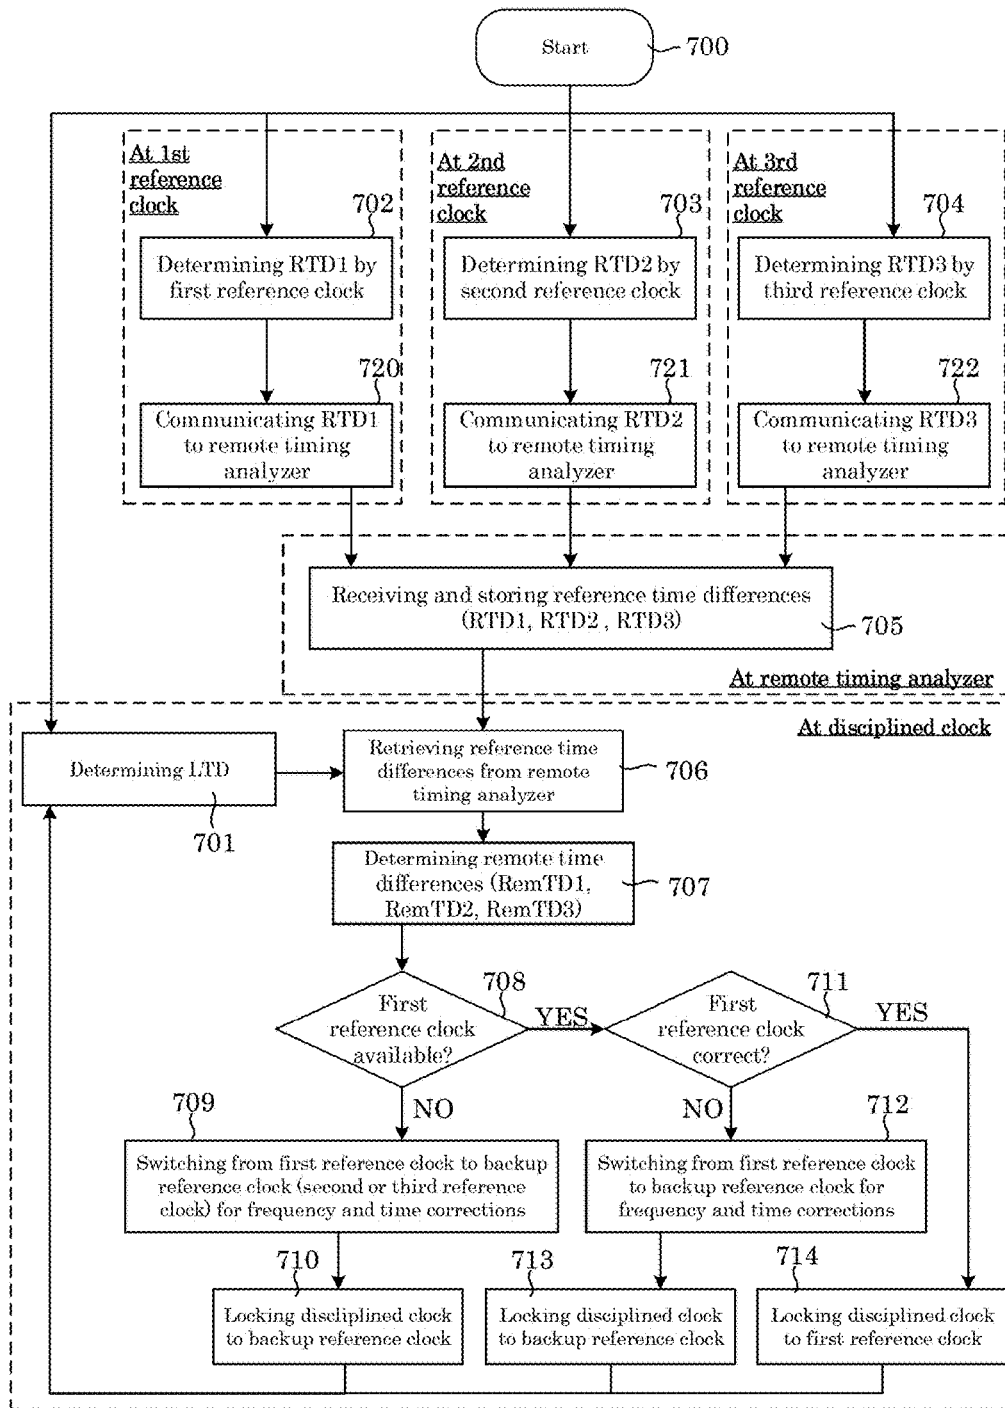 Start
700
At 1st
reference
clock
702
Determining RTD1 by
first reference clock
720
Communicating RTD1
to remote timing
analyzer
At 2nd
reference
clock
703
Determining RTD2 by
second reference clock
721
Communicating RTD2
to remote timing
analyzer
At 3rd
reference
clock
704
Determining RTD3 by
third reference clock
722
Communicating RTD3
to remote timing
analyzer
Receiving and storing reference time differences
(RTD1, RTD2 , RTD3)
705
At remote timing analyzer
At disciplined clock
Determining LTD
701
Retrieving reference time
differences from remote
timing analyzer
706
Determining remote time
differences (RemTD1,
RemTD2, RemTD3)
707
First
reference clock
available?
708
YES
First
reference clock
correct?
711
YES
NO
NO
709
Switching from first reference clock to backup
reference clock (second or third reference
clock) for frequency and time corrections
712
Switching from first reference clock
to backup reference clock for
frequency and time corrections
710
Locking discliplined clock
to backup reference clock
713
Locking disciplined clock
to backup reference clock
714
Locking disciplined clock
to first reference clock